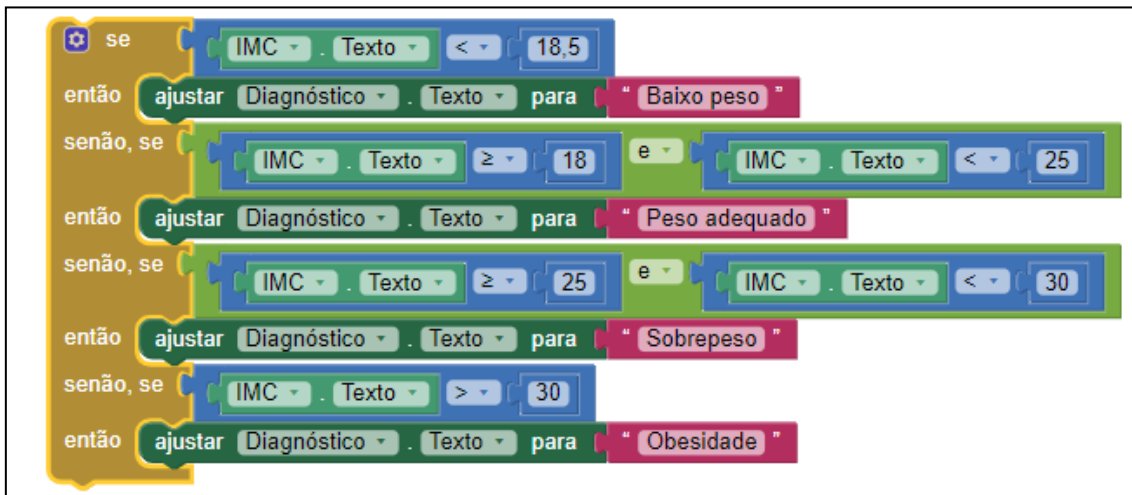 se IMC . Texto < 18,5
então ajustar Diagnóstico . Texto para " Baixo peso "
senão, se IMC . Texto ≥ 18 e IMC . Texto < 25
então ajustar Diagnóstico . Texto para " Peso adequado "
senão, se IMC . Texto ≥ 25 e IMC . Texto < 30
então ajustar Diagnóstico . Texto para " Sobrepeso "
senão, se IMC . Texto > 30
então ajustar Diagnóstico . Texto para " Obesidade "